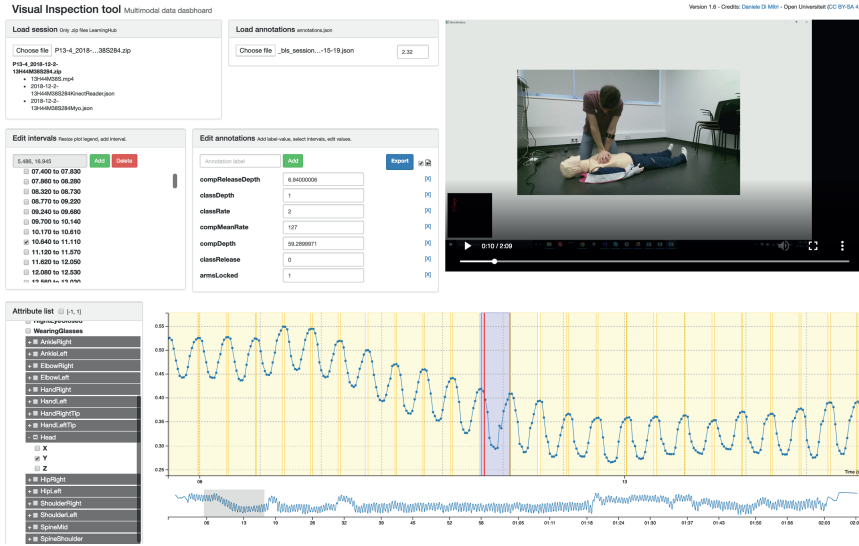 Visual Inspection tool Multimodal data dasbhoard
Version 1.6 - Credits: Daniele Di Mitri - Open Universiteit (CC BY-SA 4
Load session Only .zip files LearningHub
Choose file P13-4_2018-...38S284.zip
P13-4_2018-12-2-
13H44M38S284.zip
13H44M38S.mp4
2018-12-2-
13H44M38S284KinectReader.json
2018-12-2-
13H44M38S284Myo.json
Load annotations annotations.json
Choose file _bls_session...-15-19.json
2.32
Edit intervals Resize plot legend, add interval.
5.486, 16.945 Add Delete
07.400 to 07.830
07.860 to 08.280
08.320 to 08.730
08.770 to 09.220
09.240 to 09.680
09.700 to 10.140
10.170 to 10.610
10.640 to 11.110
11.120 to 11.570
11.620 to 12.050
12.080 to 12.530
12.560 to 13.020
Edit annotations Add label-value, select intervals, edit values.
Annotation label Add Export
compReleaseDepth 6.84000006 [X]
classDepth 1 [X]
classRate 2 [X]
compMeanRate 127 [X]
compDepth 59.2899971 [X]
classRelease 0 [X]
armsLocked 1 [X]
0:10 / 2:09
Attribute list [-1, 1]
RightEyeClosed
WearingGlasses
+ AnkleRight
+ AnkleLeft
+ ElbowRight
+ ElbowLeft
+ HandRight
+ HandLeft
+ HandRightTip
+ HandLeftTip
- Head
X
Y
Z
+ HipRight
+ HipLeft
+ ShoulderRight
+ ShoulderLeft
+ SpineMid
+ SpineShoulder
0.55
0.50
0.45
0.40
0.35
0.30
0.25
Time (s
06 13
06 13 19 26 32 39 45 52 58 01:05 01:11 01:18 01:24 01:30 01:37 01:43 01:50 01:56 02:03 02:0